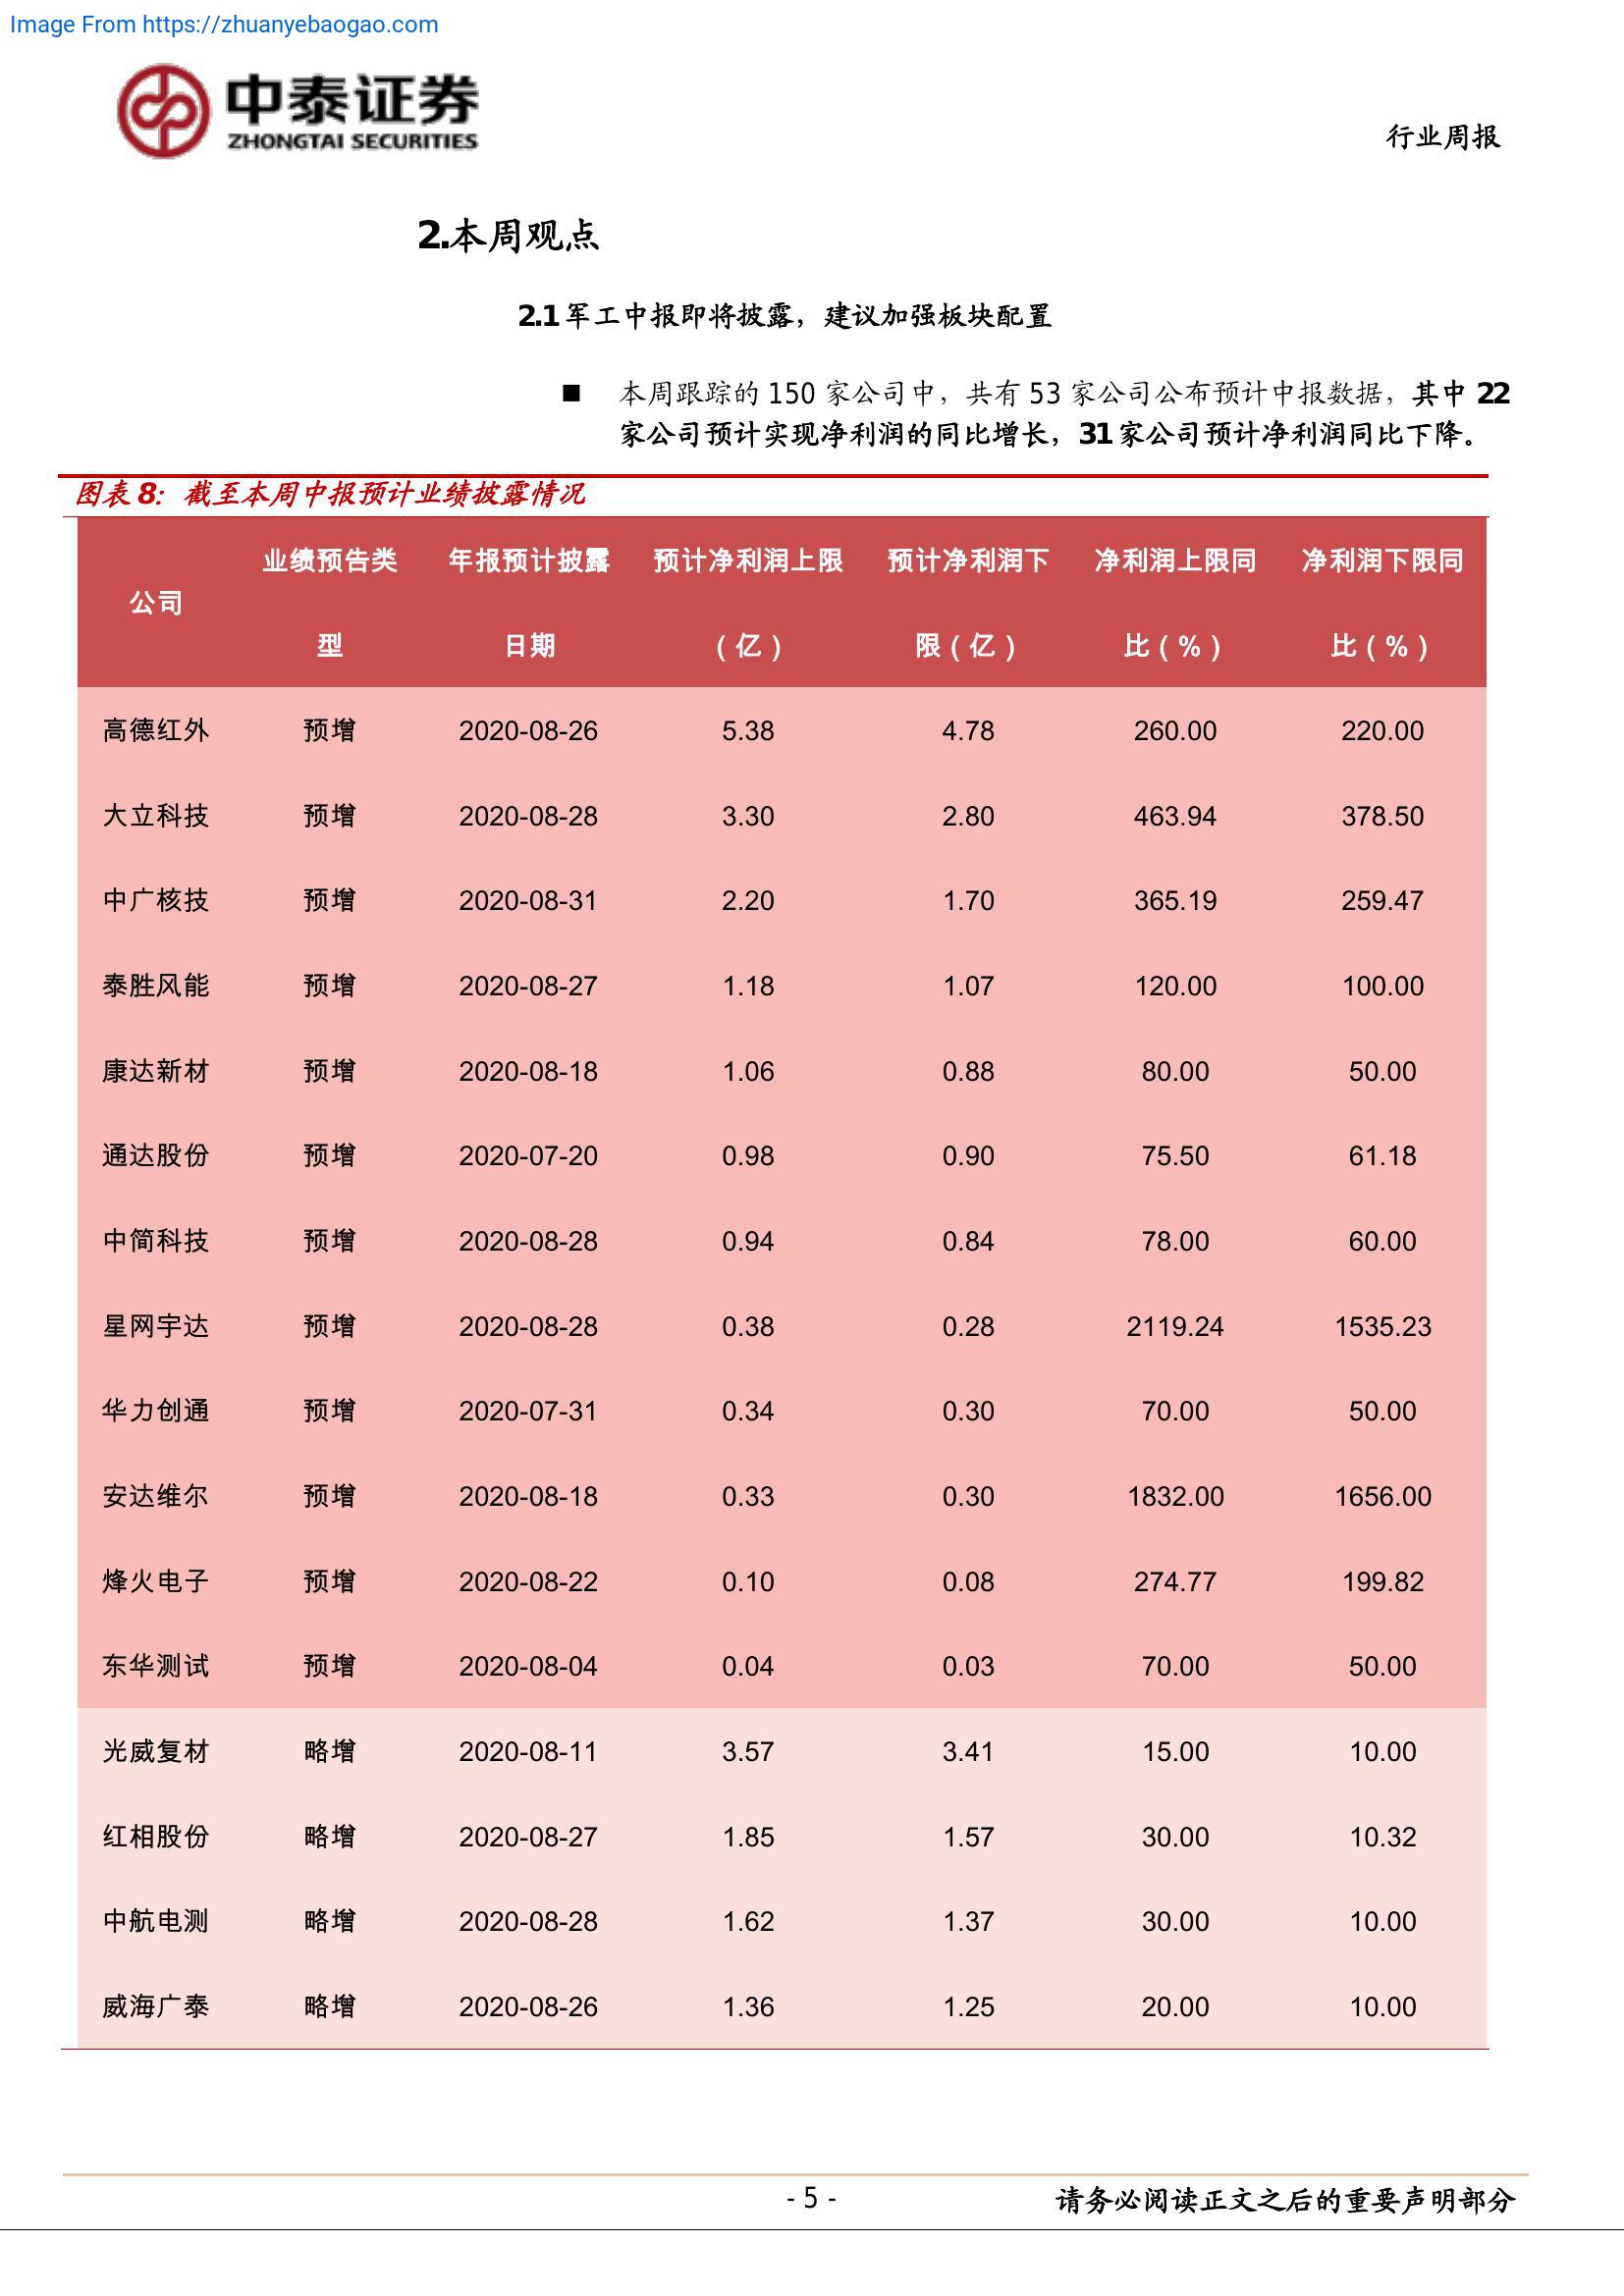 Image From https://zhuanyebaogao.com
中泰证券
ZHONGTAI SECURITIES
行业周报
2.本周观点
2.1 军工中报即将披露，建议加强板块配置
■ 本周跟踪的 150 家公司中，共有 53 家公司公布预计中报数据，其中 22
家公司预计实现净利润的同比增长，31 家公司预计净利润同比下降。
图表 8：截至本周中报预计业绩披露情况
公司 业绩预告类型 年报预计披露日期 预计净利润上限（亿） 预计净利润下限（亿） 净利润上限同比（%） 净利润下限同比（%）
高德红外 预增 2020-08-26 5.38 4.78 260.00 220.00
大立科技 预增 2020-08-28 3.30 2.80 463.94 378.50
中广核技 预增 2020-08-31 2.20 1.70 365.19 259.47
泰胜风能 预增 2020-08-27 1.18 1.07 120.00 100.00
康达新材 预增 2020-08-18 1.06 0.88 80.00 50.00
通达股份 预增 2020-07-20 0.98 0.90 75.50 61.18
中简科技 预增 2020-08-28 0.94 0.84 78.00 60.00
星网宇达 预增 2020-08-28 0.38 0.28 2119.24 1535.23
华力创通 预增 2020-07-31 0.34 0.30 70.00 50.00
安达维尔 预增 2020-08-18 0.33 0.30 1832.00 1656.00
烽火电子 预增 2020-08-22 0.10 0.08 274.77 199.82
东华测试 预增 2020-08-04 0.04 0.03 70.00 50.00
光威复材 略增 2020-08-11 3.57 3.41 15.00 10.00
红相股份 略增 2020-08-27 1.85 1.57 30.00 10.32
中航电测 略增 2020-08-28 1.62 1.37 30.00 10.00
威海广泰 略增 2020-08-26 1.36 1.25 20.00 10.00
- 5 -
请务必阅读正文之后的重要声明部分